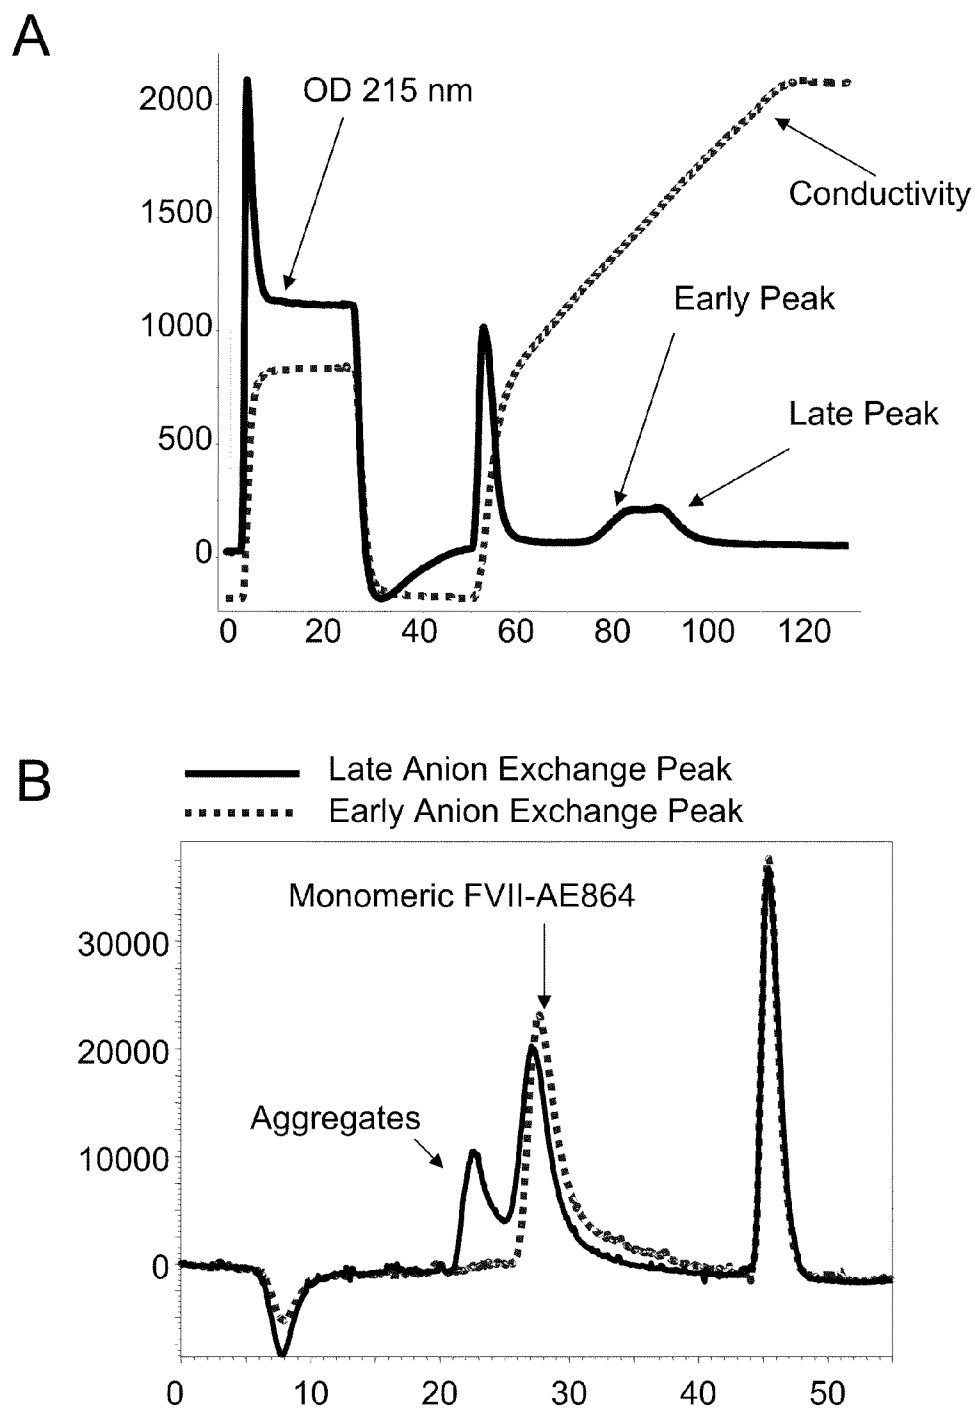 A
OD 215 nm
2000
1500
1000
500
0
Conductivity
Early Peak
Late Peak
0 20 40 60 80 100 120
B
Late Anion Exchange Peak
Early Anion Exchange Peak
Monomeric FVII-AE864
30000
20000
Aggregates
10000
0
0 10 20 30 40 50